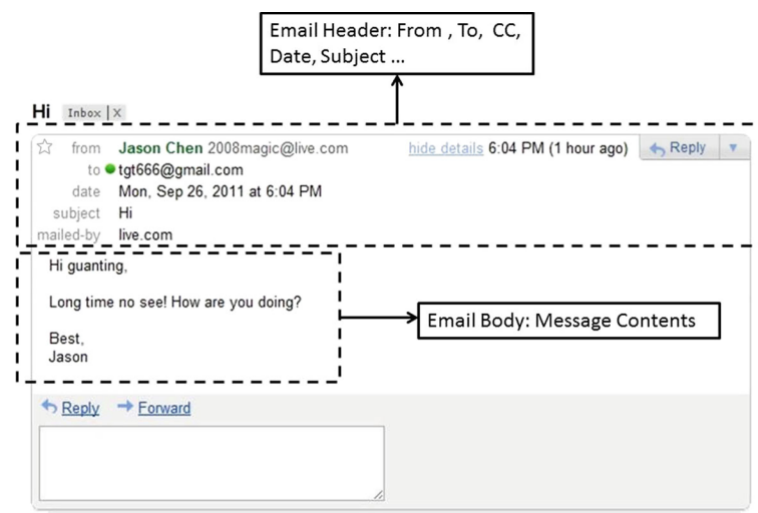 Email Header: From , To, CC,
Date, Subject ...
Hi Inbox | X
from Jason Chen 2008magic@live.com hide details 6:04 PM (1 hour ago) Reply
to tgt666@gmail.com
date Mon, Sep 26, 2011 at 6:04 PM
subject Hi
mailed-by live.com
Hi guanting,
Long time no see! How are you doing?
Email Body: Message Contents
Best,
Jason
Reply Forward